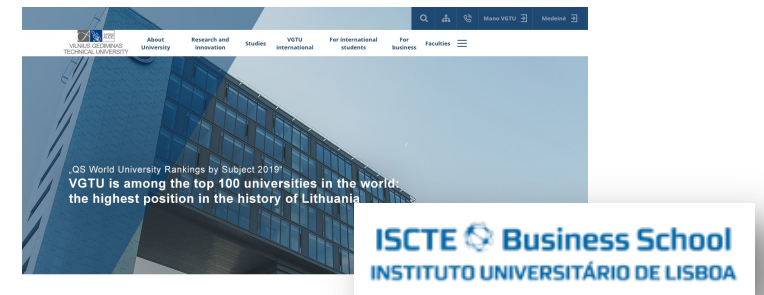 Mano VGTU
Medeinė
VILNIUS GEDIMINAS
TECHNICAL UNIVERSITY
About
University
Research and
innovation
Studies
VGTU
international
For international
students
For
business
Faculties
„QS World University Rankings by Subject 2019“
VGTU is among the top 100 universities in the world:
the highest position in the history of Lithuania
ISCTE Business School
INSTITUTO UNIVERSITÁRIO DE LISBOA